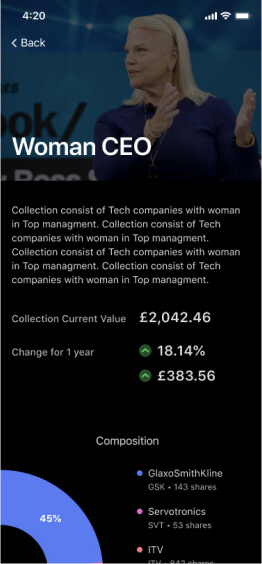 4:20
Back
ook/
Woman CEO
Collection consist of Tech companies with woman
in Top managment. Collection consist of Tech
companies with woman in Top managment.
Collection consist of Tech companies with woman
in Top managment. Collection consist of Tech
companies with woman in Top managment.
Collection Current Value £2,042.46
Change for 1 year 18.14%
£383.56
Composition
45%
GlaxoSmithKline
GSK • 143 shares
Servotronics
SVT • 53 shares
ITV